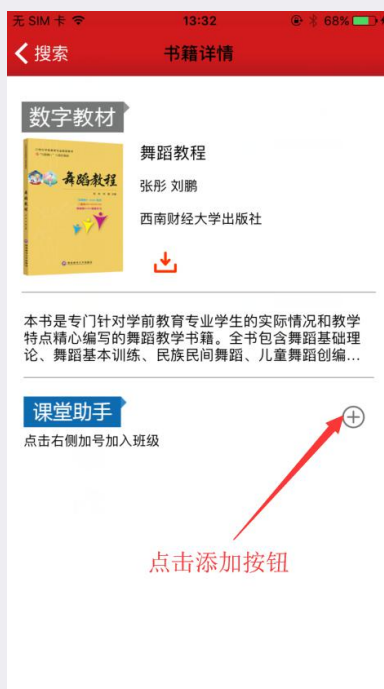 无 SIM 卡 13:32 68%
搜索 书籍详情
数字教材
舞蹈教程
舞蹈教程
张彤 刘鹏
西南财经大学出版社
本书是专门针对学前教育专业学生的实际情况和教学
特点精心编写的舞蹈教学书籍。全书包含舞蹈基础理
论、舞蹈基本训练、民族民间舞蹈、儿童舞蹈创编...
课堂助手
点击右侧加号加入班级
点击添加按钮